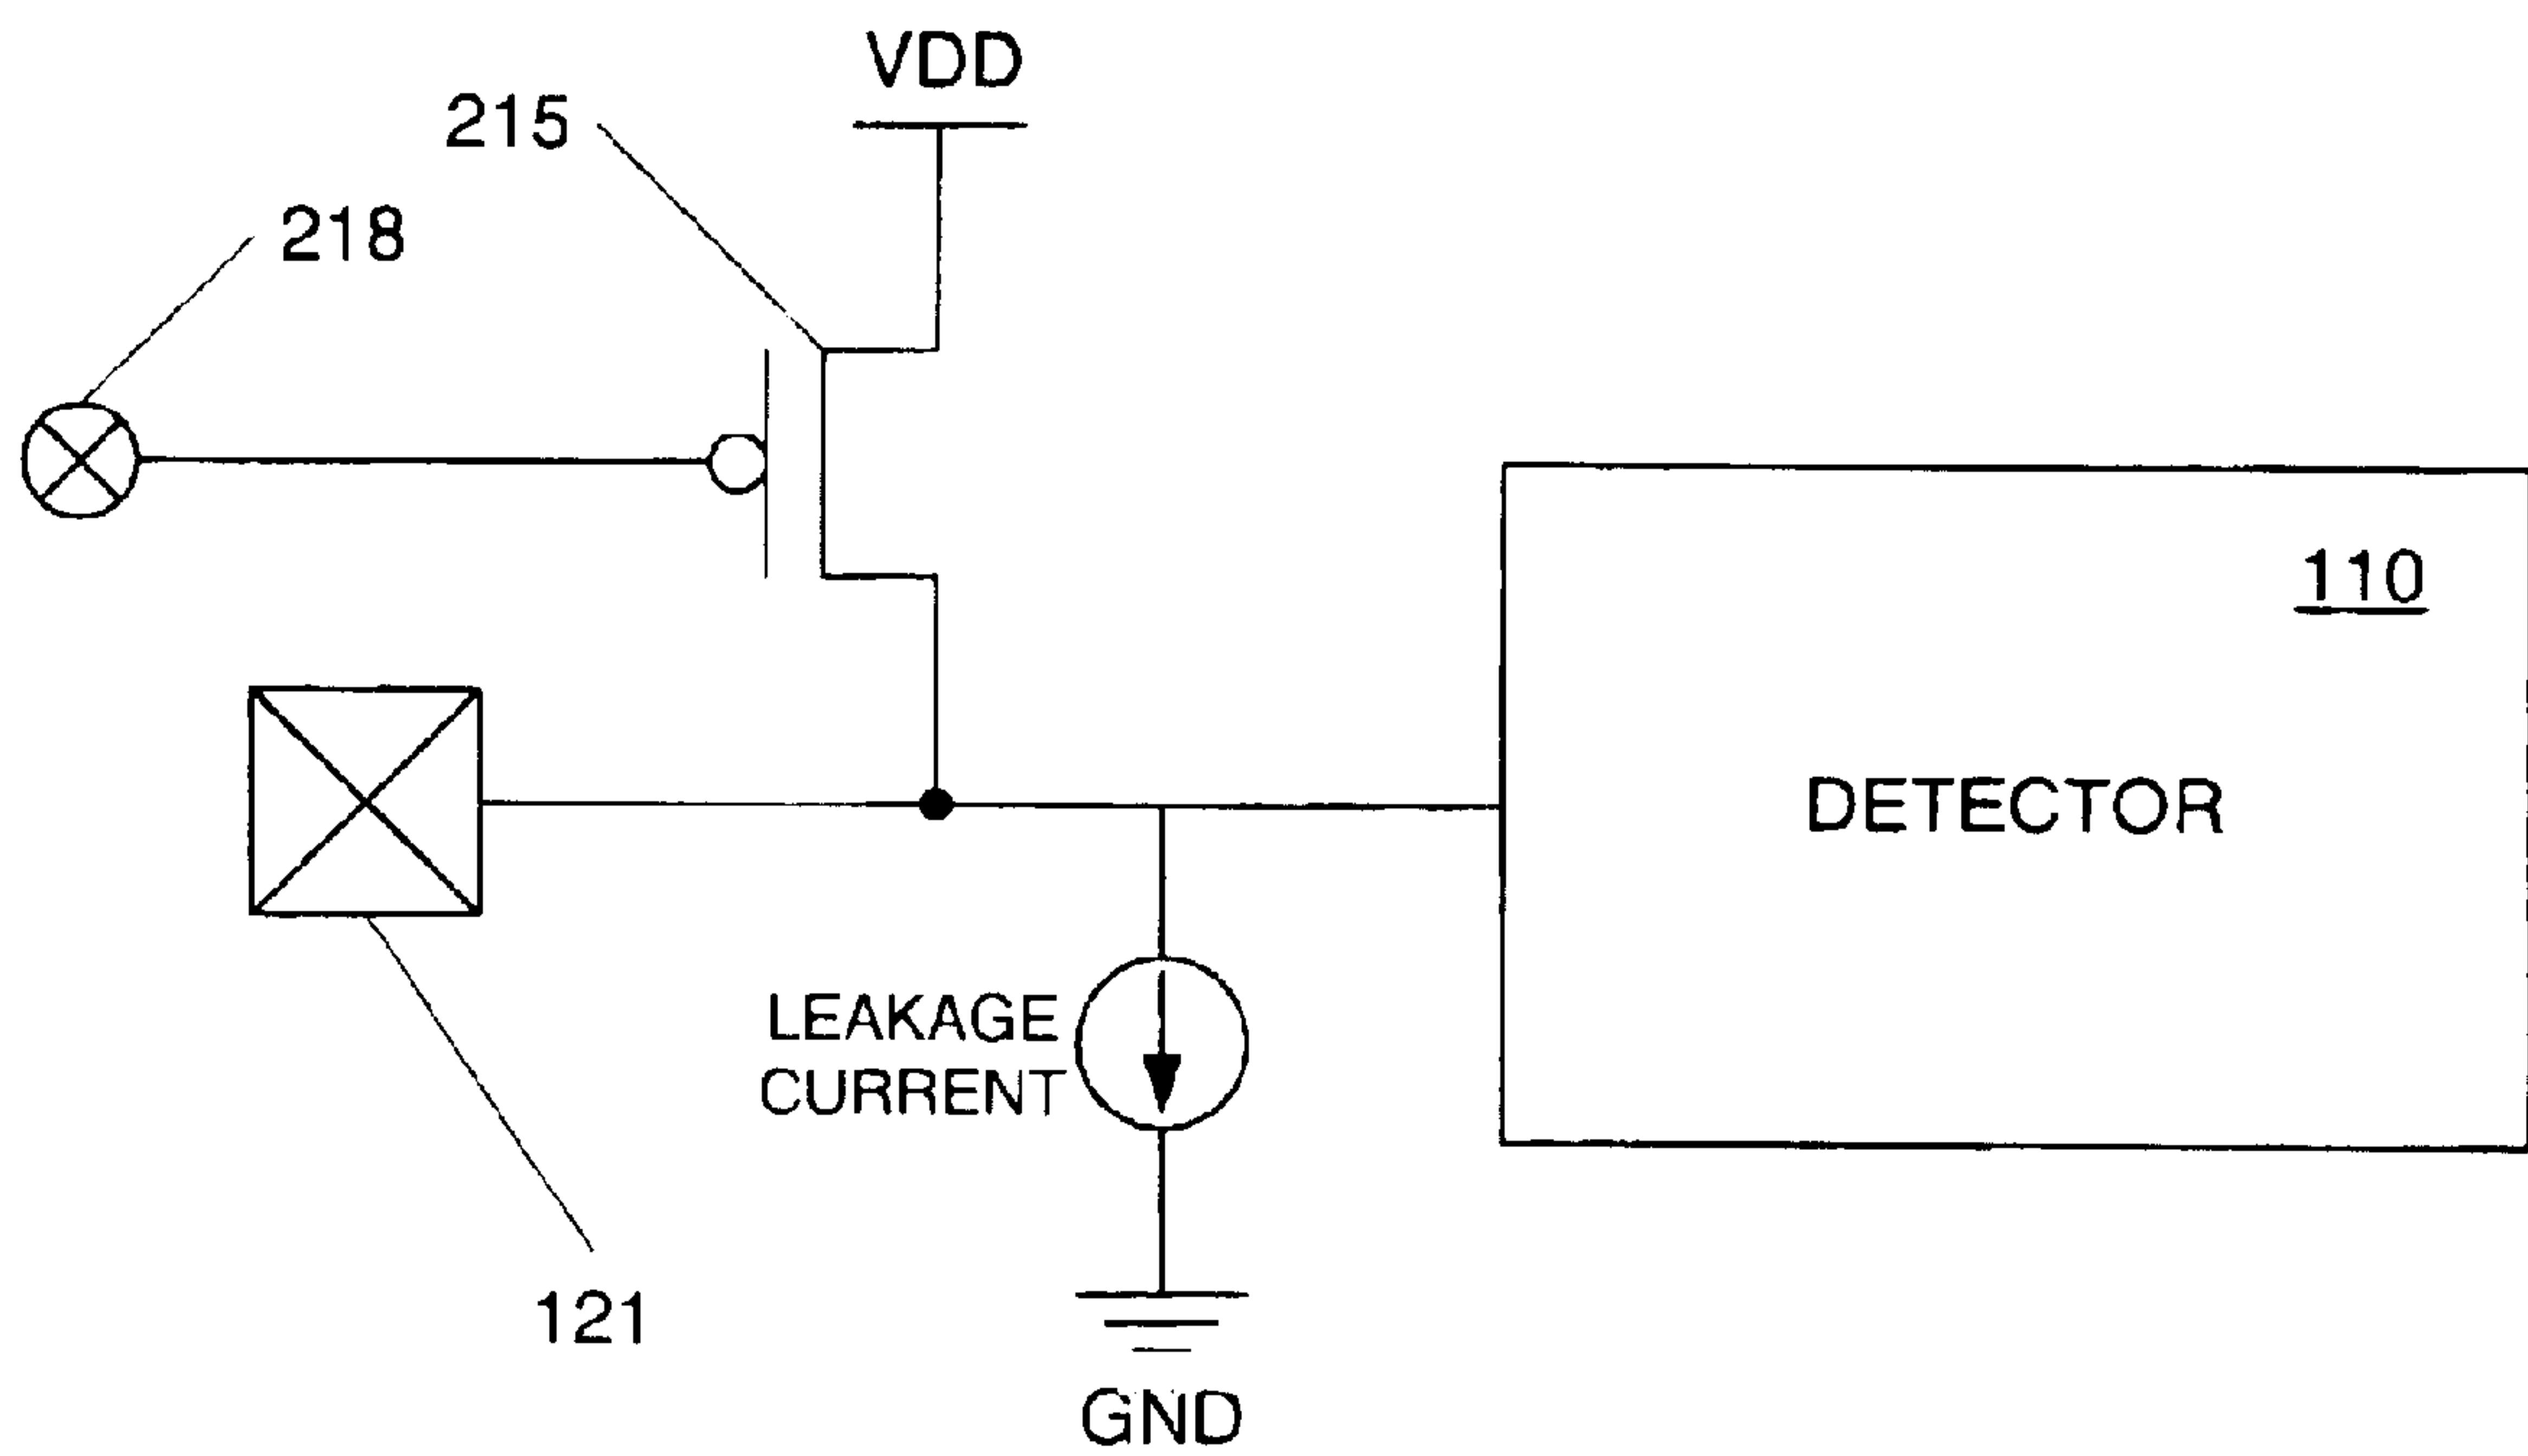 VDD
215
218
110
DETECTOR
LEAKAGE
CURRENT
121
GND